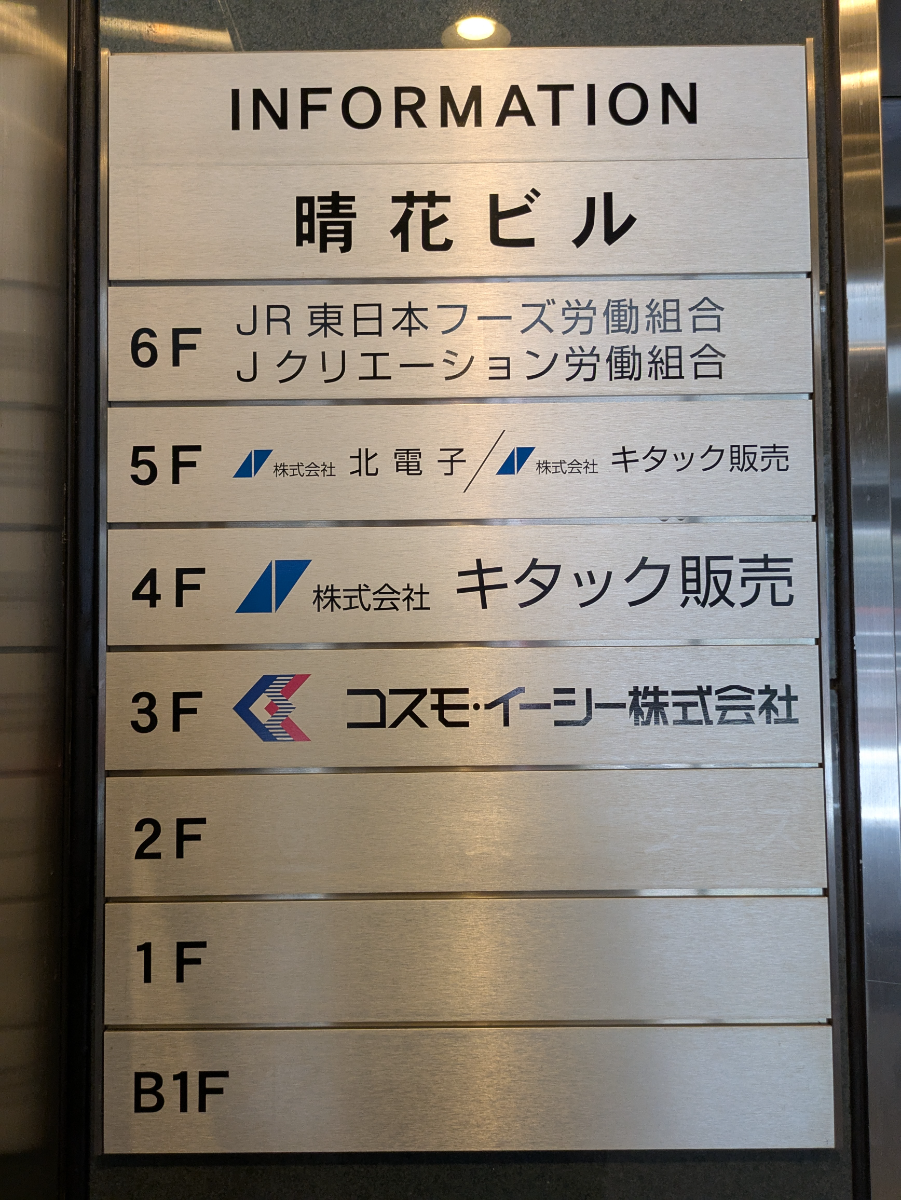 INFORMATION
晴花ビル
6F
JR東日本フーズ労働組合
Jクリエーション労働組合
5F 株式会社 北電子／株式会社 キタック販売
4F 株式会社 キタック販売
3F コスモ・イーシー株式会社
2F
1F
B1F